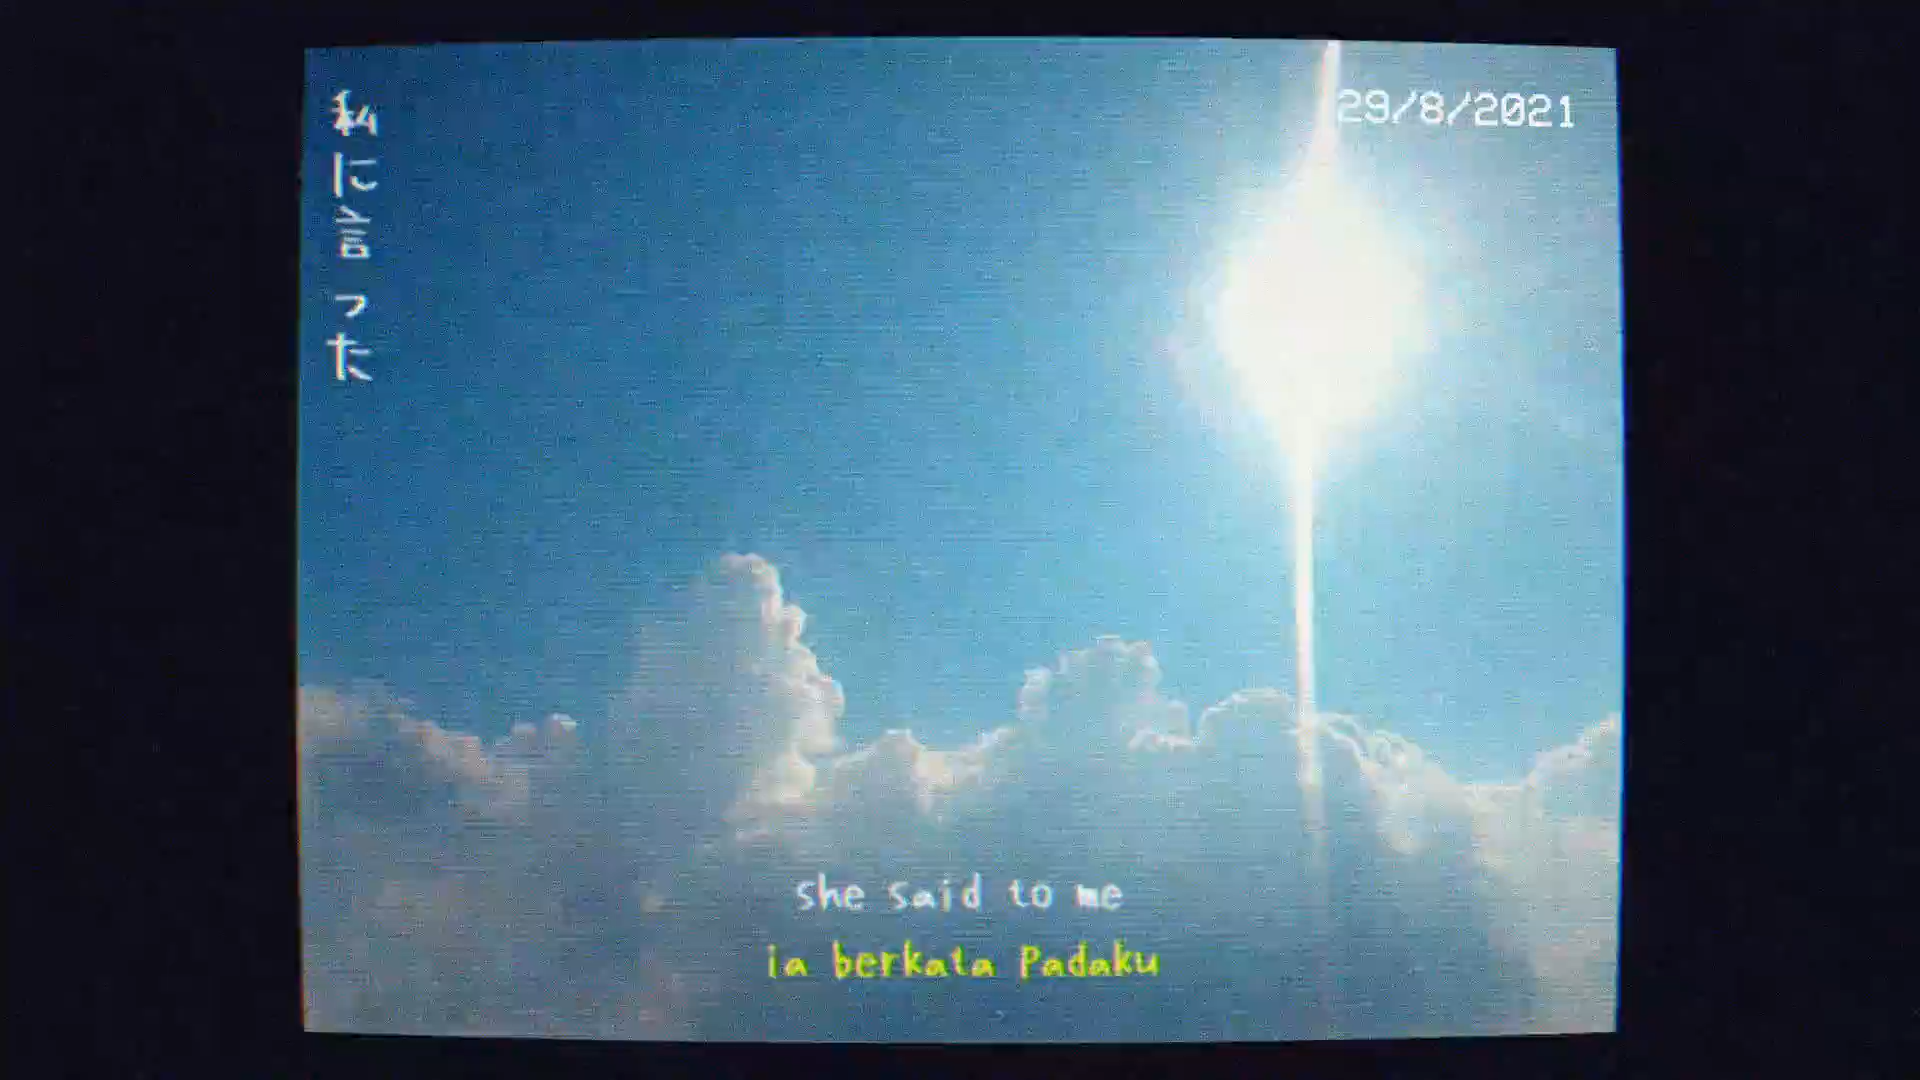 私に言った
29/8/2021
she said to me
ia berkata Padaku